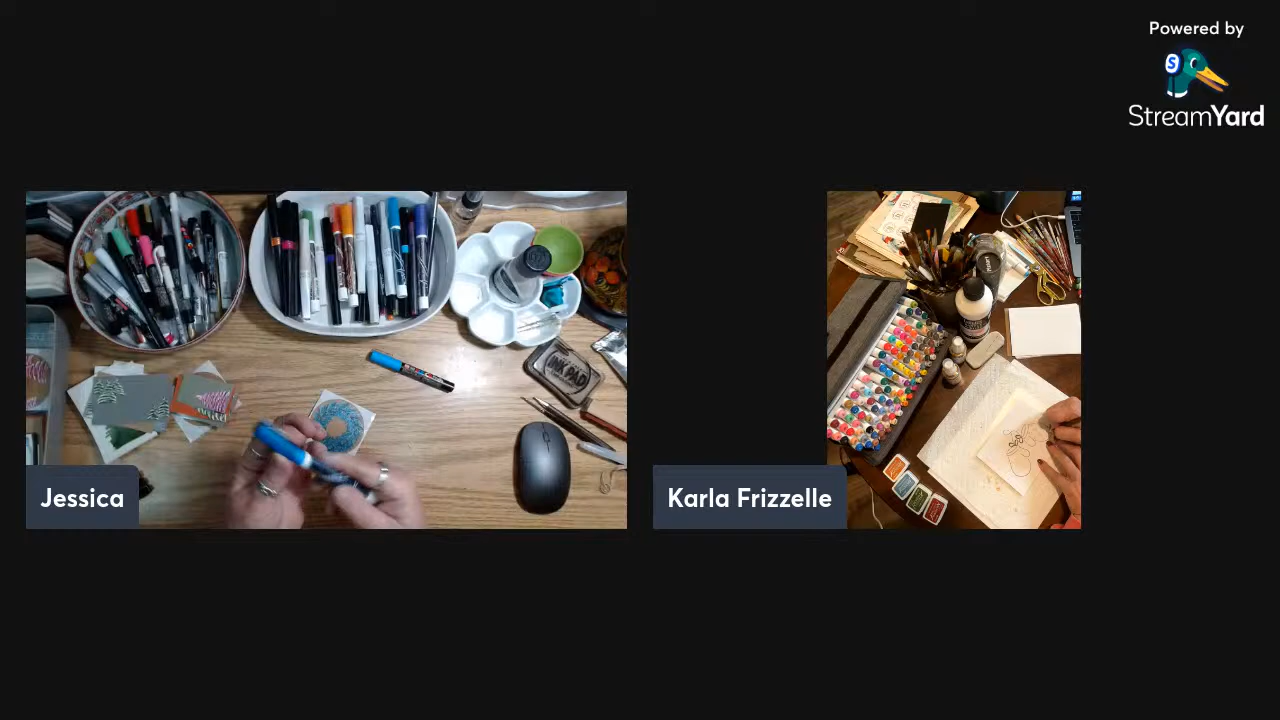 Powered by
S
StreamYard
INK PAD
Jessica
Karla Frizzelle